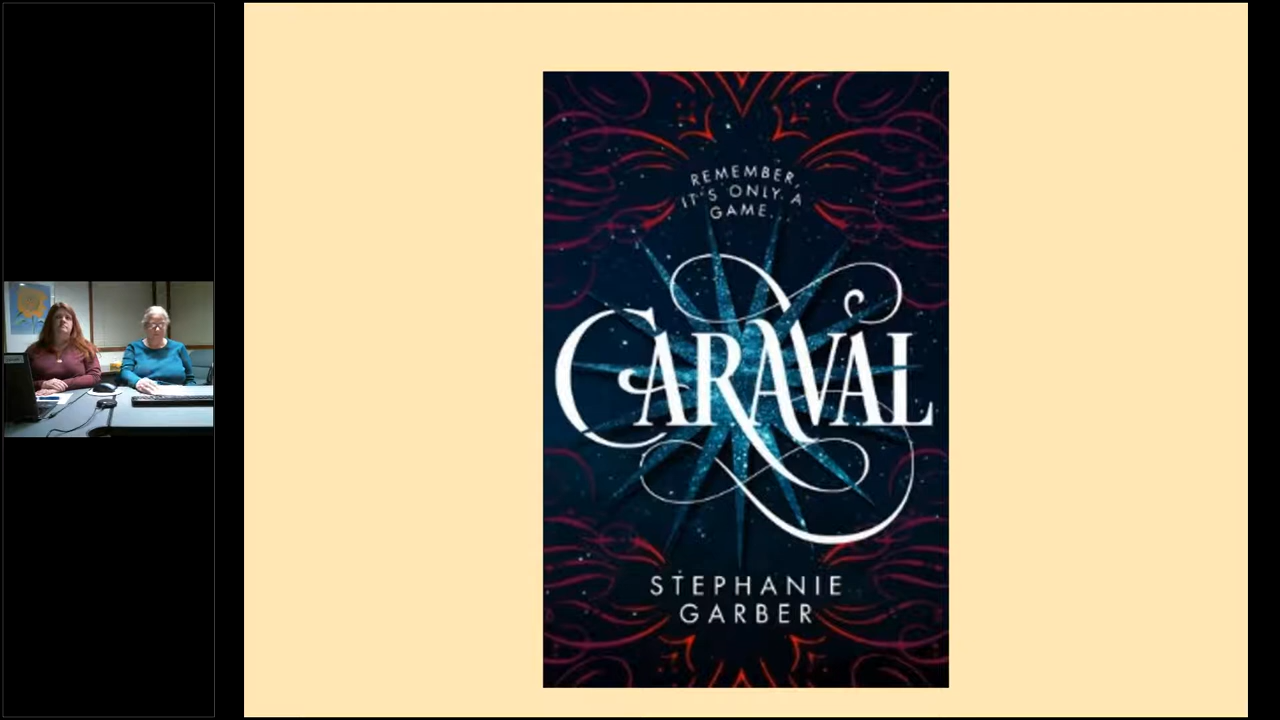 REMEMBER,
IT'S ONLY A
GAME...
CARAVAL
STEPHANIE
GARBER